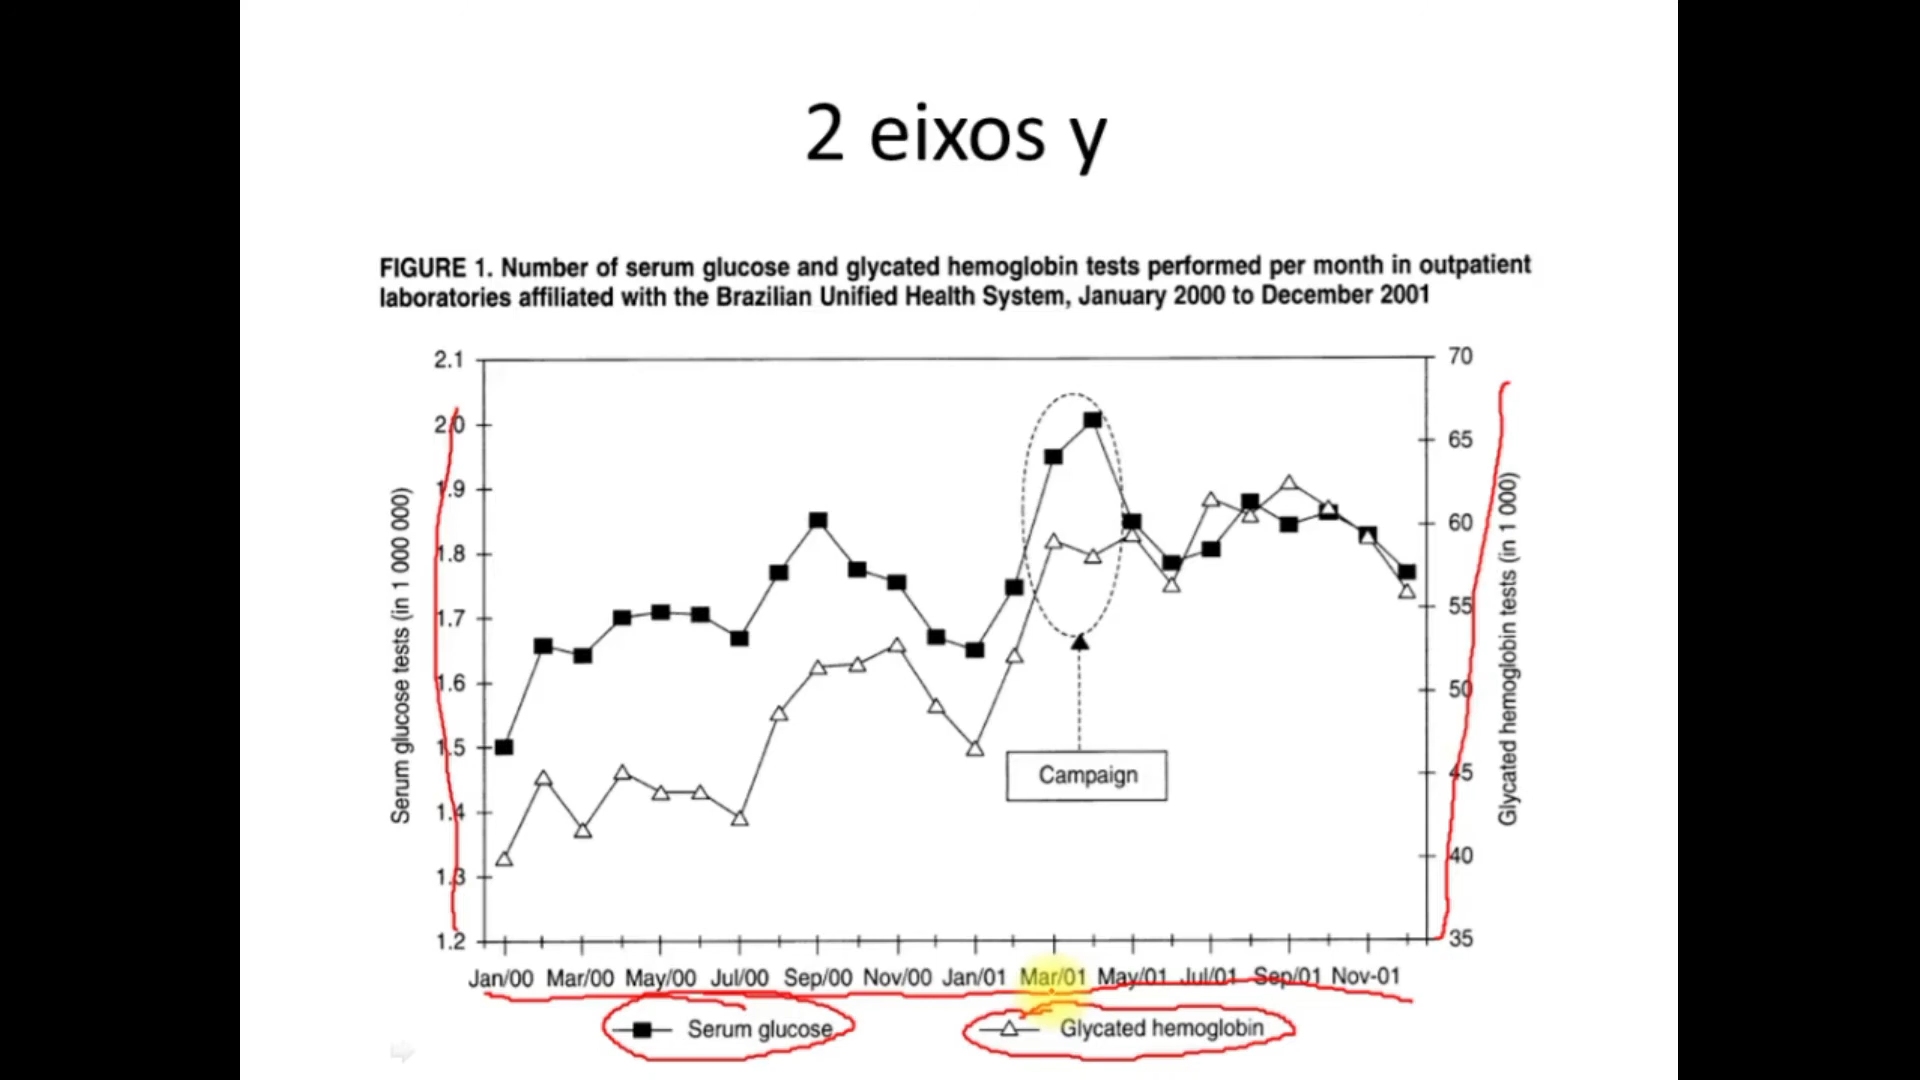 2 eixos y
FIGURE 1. Number of serum glucose and glycated hemoglobin tests performed per month in outpatient
laboratories affiliated with the Brazilian Unified Health System, January 2000 to December 2001
Serum glucose tests (in 1 000 000)
2.1
2.0
1.9
1.8
1.7
1.6
1.5
1.4
1.3
1.2
Campaign
70
65
60
55
50
45
40
35
Glycated hemoglobin tests (in 1 000)
Jan/00 Mar/00 May/00 Jul/00 Sep/00 Nov/00 Jan/01 Mar/01 May/01 Jul/01 Sep/01 Nov-01
Serum glucose Glycated hemoglobin